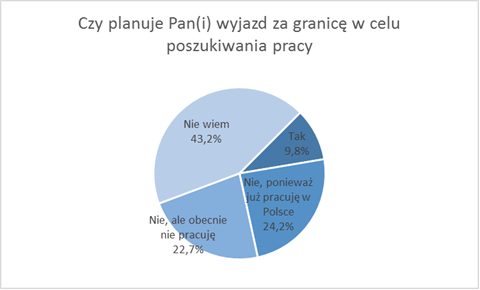 Czy planuje Pan(i) wyjazd za granicę w celu
poszukiwania pracy
Nie wiem
43,2%
Tak
9,8%
Nie, ponieważ
już pracuję w
Polsce
24,2%
Nie, ale obecnie
nie pracuję
22,7%